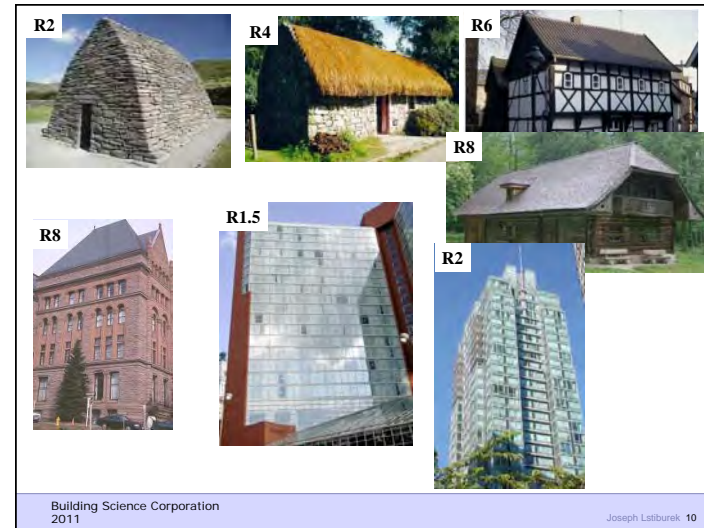 R2
R4
R6
R8
R8
R1.5
R2
Building Science Corporation
2011
Joseph Lstiburek 10